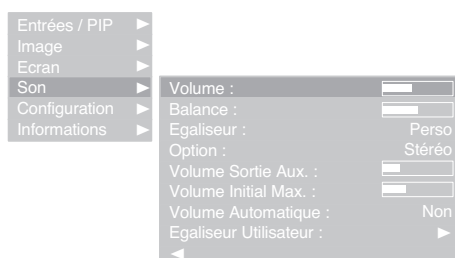 Entrées / PIP
Image
Ecran
Son
Configuration
Informations
Volume :
Balance :
Egaliseur : Perso
Option : Stéréo
Volume Sortie Aux. :
Volume Initial Max. :
Volume Automatique : Non
Egaliseur Utilisateur :